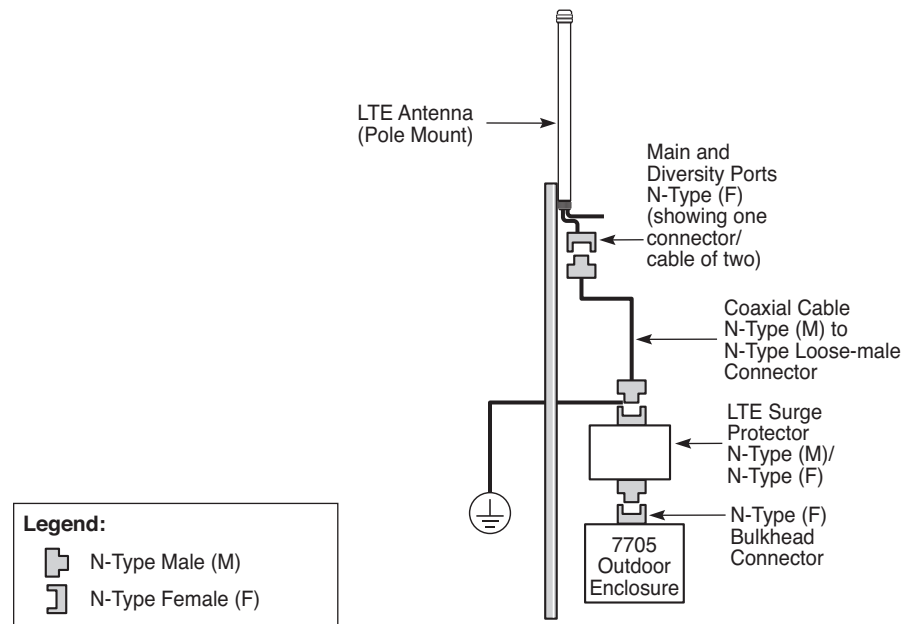 LTE Antenna
(Pole Mount)
Main and
Diversity Ports
N-Type (F)
(showing one
connector/
cable of two)
Coaxial Cable
N-Type (M) to
N-Type Loose-male
Connector
LTE Surge
Protector
N-Type (M)/
N-Type (F)
N-Type (F)
Bulkhead
Connector
7705
Outdoor
Enclosure
Legend:
N-Type Male (M)
N-Type Female (F)